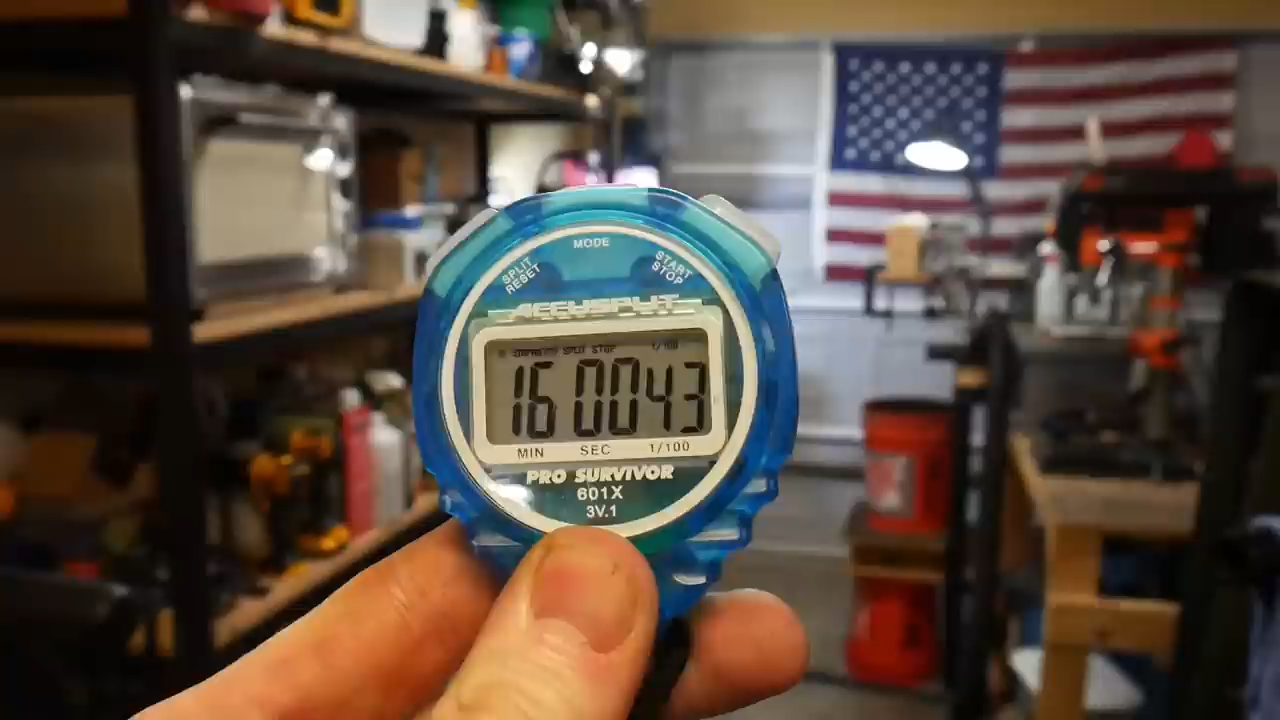 MODE
SPLIT
RESET
START
STOP
ACCUSPLIT
SPLIT STOP 1/100
16 00 43
MIN SEC 1/100
PRO SURVIVOR
601X
3V.1